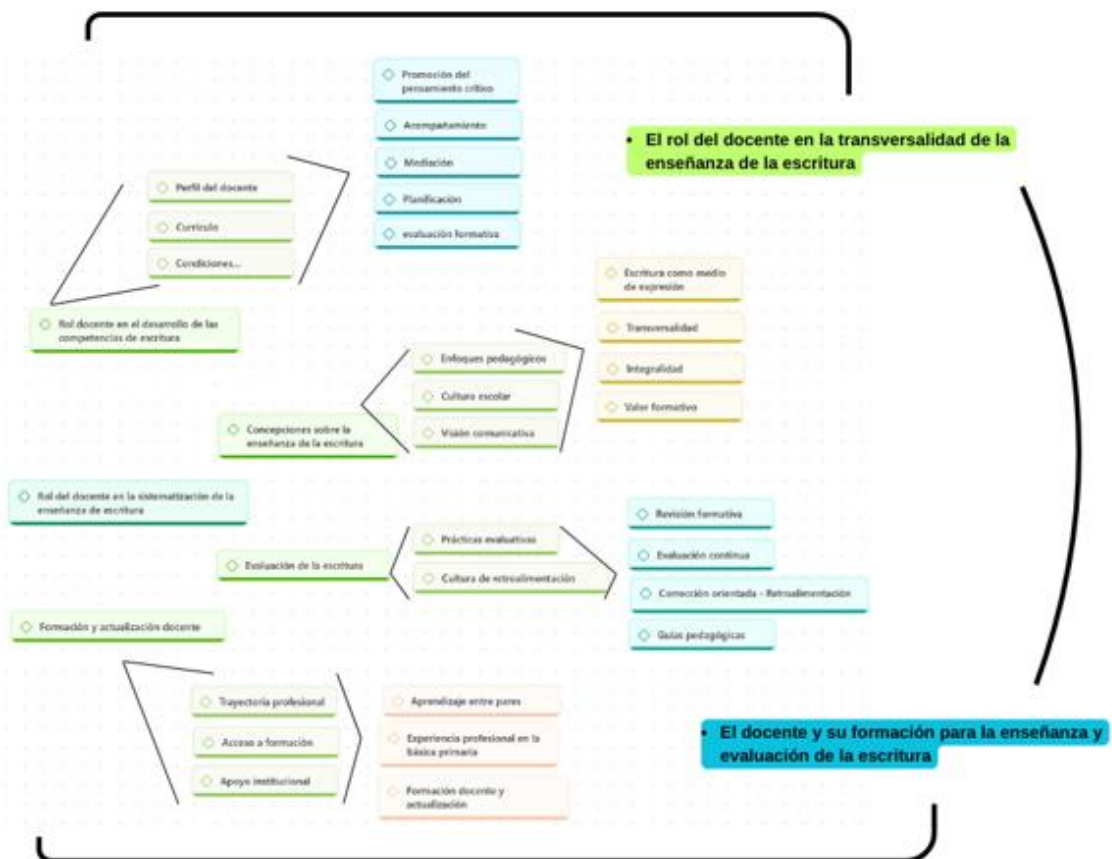 Promoción del
pensamiento crítico
Acompañamiento
Mediación
Planificación
evaluación formativa
• El rol del docente en la transversalidad de la
enseñanza de la escritura
Perfil del docente
Currículo
Condiciones...
Rol docente en el desarrollo de las
competencias de escritura
Escritura como medio
de expresión
Transversalidad
Integralidad
Valor formativo
Enfoques pedagógicos
Cultura escolar
Visión comunicativa
Concepciones sobre la
enseñanza de la escritura
Rol del docente en la sistematización de la
enseñanza de escritura
Evaluación de la escritura
Prácticas evaluativas
Cultura de retroalimentación
Revisión formativa
Evaluación continua
Corrección orientada - Retroalimentación
Guías pedagógicas
Formación y actualización docente
Trayectoria profesional
Acceso a formación
Apoyo institucional
Aprendizaje entre pares
Experiencia profesional en la
básica primaria
Formación docente y
actualización
• El docente y su formación para la enseñanza y
evaluación de la escritura